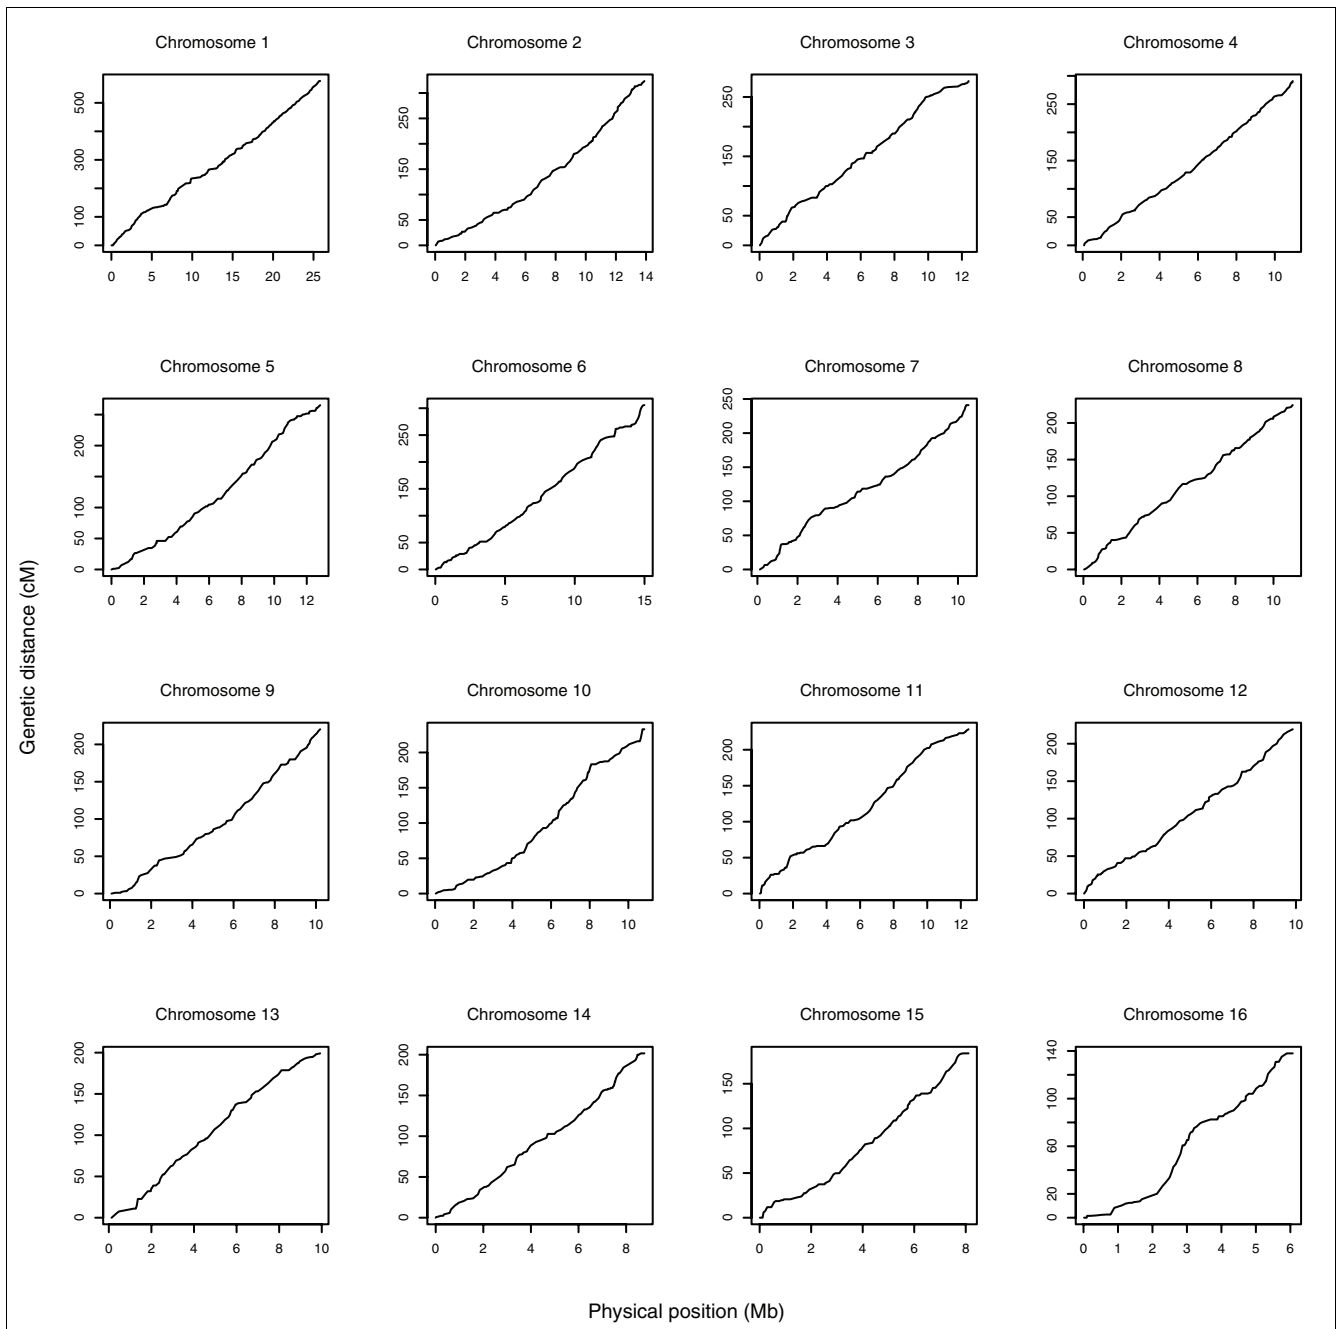 Chromosome 1 Chromosome 2 Chromosome 3 Chromosome 4
0 100 300 500
0 5 10 15 20 25
0 50 150 250
0 2 4 6 8 10 12 14
0 50 150 250
0 2 4 6 8 10 12
0 50 150 250
0 2 4 6 8 10
Chromosome 5 Chromosome 6 Chromosome 7 Chromosome 8
0 50 100 200
0 2 4 6 8 10 12
0 50 150 250
0 5 10 15
0 50 100 150 200 250
0 2 4 6 8 10
0 50 100 150 200
0 2 4 6 8 10
Genetic distance (cM)
Chromosome 9 Chromosome 10 Chromosome 11 Chromosome 12
0 50 100 150 200
0 2 4 6 8 10
0 50 100 150 200
0 2 4 6 8 10
0 50 100 150 200
0 2 4 6 8 10 12
0 50 100 150 200
0 2 4 6 8 10
Chromosome 13 Chromosome 14 Chromosome 15 Chromosome 16
0 50 100 150 200
0 2 4 6 8 10
0 50 100 150 200
0 2 4 6 8
0 50 100 150
0 2 4 6 8
0 20 60 100 140
0 1 2 3 4 5 6
Physical position (Mb)